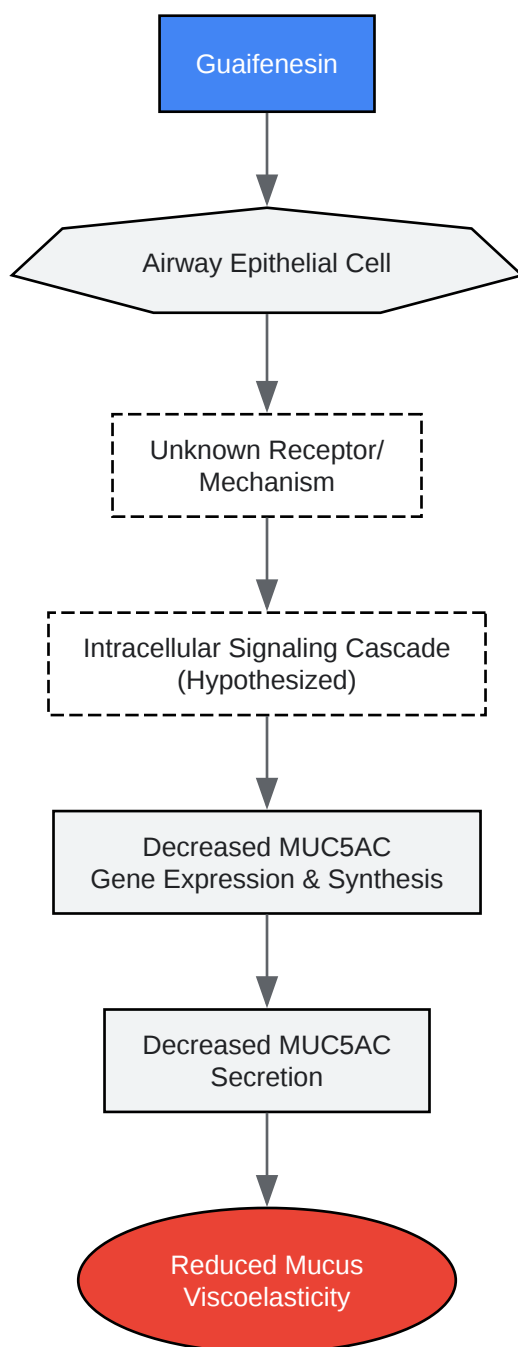 Guaifenesin
Airway Epithelial Cell
Unknown Receptor/
Mechanism
Intracellular Signaling Cascade
(Hypothesized)
Decreased MUC5AC
Gene Expression & Synthesis
Decreased MUC5AC
Secretion
Reduced Mucus
Viscoelasticity